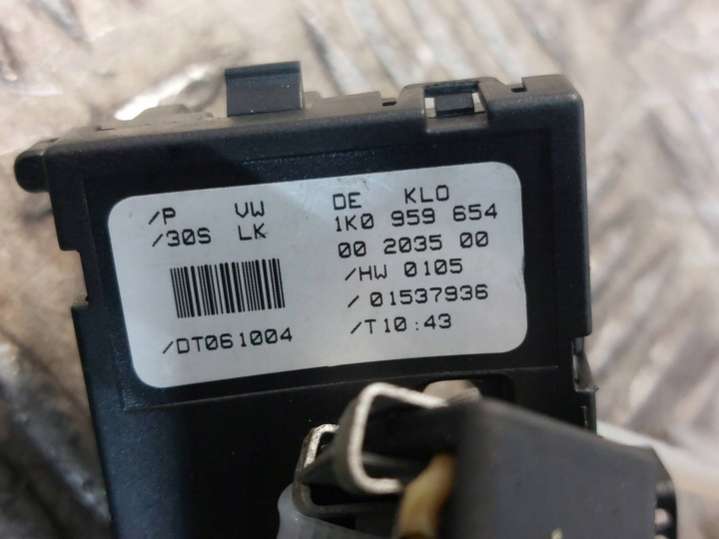 /P VW DE KLO
/30S LK 1K0 959 654
00 2035 00
/HW 0105
/01537936
/DT061004 /T10:43